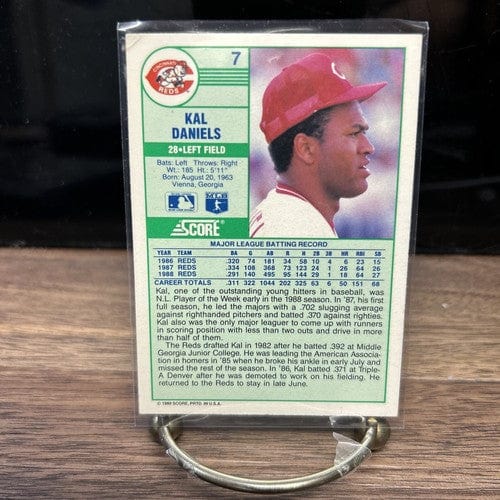 7
CINCINNATI
REDS
KAL
DANIELS
28•LEFT FIELD
Bats: Left Throws: Right
Wt.: 185 Ht.: 5'11"
Born: August 20, 1963
Vienna, Georgia
SCORE
MAJOR LEAGUE BATTING RECORD
YEAR TEAM BA G AB R H 2B 3B HR RBI SB
1986 REDS .320 74 181 34 58 10 4 6 23 15
1987 REDS .334 108 368 73 123 24 1 26 64 26
1988 REDS .291 140 495 95 144 29 1 18 64 27
CAREER TOTALS .311 322 1044 202 325 63 6 50 151 68
Kal, one of the outstanding young hitters in baseball, was
N.L. Player of the Week early in the 1988 season. In '87, his first
full season, he led the majors with a .702 slugging average
against righthanded pitchers and batted .370 against righties.
Kal also was the only major leaguer to come up with runners
in scoring position with less than two outs and drive in more
than half of them.
The Reds drafted Kal in 1982 after he batted .392 at Middle
Georgia Junior College. He was leading the American Associa-
tion in homers in '85 when he broke his ankle in early July and
missed the rest of the season. In '86, Kal batted .371 at Triple-
A Denver after he was demoted to work on his fielding. He
returned to the Reds to stay in late June.
© 1989 SCORE, PRTD. IN U.S.A.